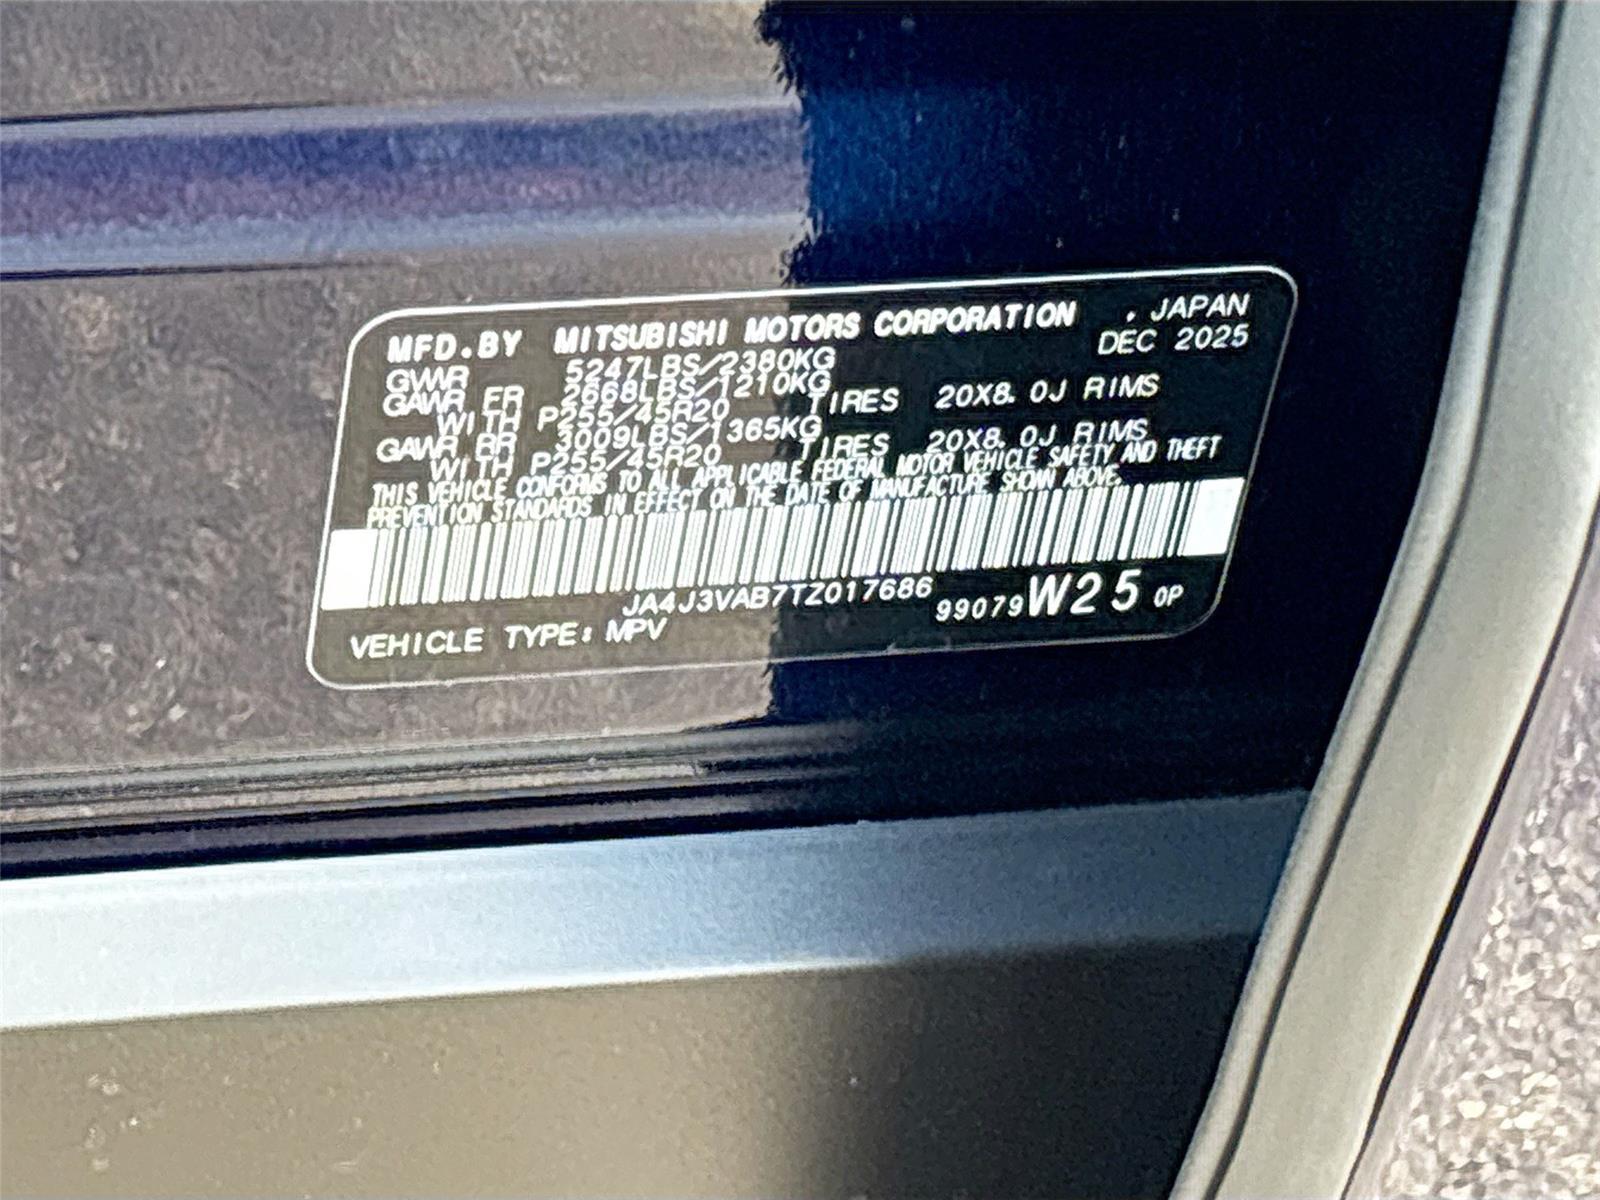 MFD.BY MITSUBISHI MOTORS CORPORATION , JAPAN
DEC 2025
GVWR 5247LBS/2380KG
GAWR FR 2668LBS/1210KG
WITH P255/45R20 TIRES 20X8.0J RIMS
GAWR RR 3009LBS/1365KG
WITH P255/45R20 TIRES 20X8.0J RIMS
THIS VEHICLE CONFORMS TO ALL APPLICABLE FEDERAL MOTOR VEHICLE SAFETY AND THEFT
PREVENTION STANDARDS IN EFFECT ON THE DATE OF MANUFACTURE SHOWN ABOVE.
JA4J3VAB7TZ017686
VEHICLE TYPE: MPV 99079 W25 0P